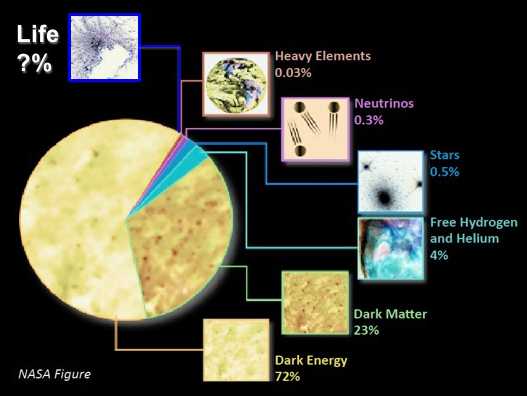 Life
?%
Heavy Elements
0.03%
Neutrinos
0.3%
Stars
0.5%
Free Hydrogen
and Helium
4%
Dark Matter
23%
Dark Energy
72%
NASA Figure